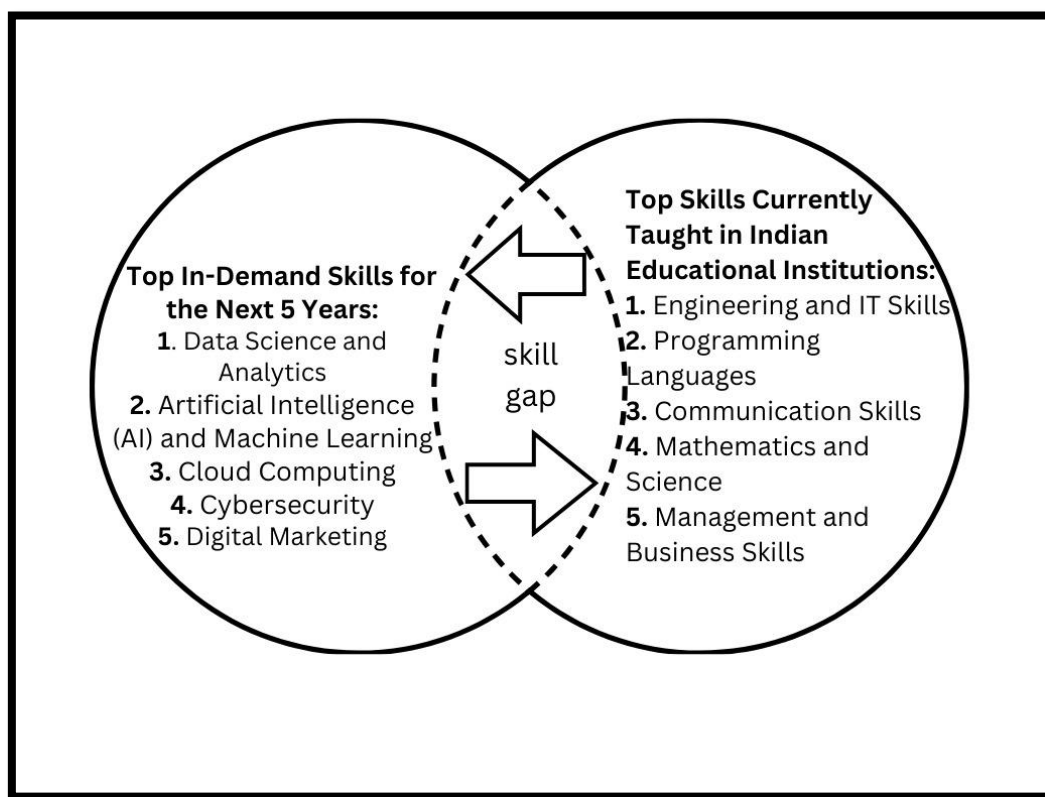 Top In-Demand Skills for
the Next 5 Years:
1. Data Science and
Analytics
2. Artificial Intelligence
(AI) and Machine Learning
3. Cloud Computing
4. Cybersecurity
5. Digital Marketing
skill
gap
Top Skills Currently
Taught in Indian
Educational Institutions:
1. Engineering and IT Skills
2. Programming
Languages
3. Communication Skills
4. Mathematics and
Science
5. Management and
Business Skills